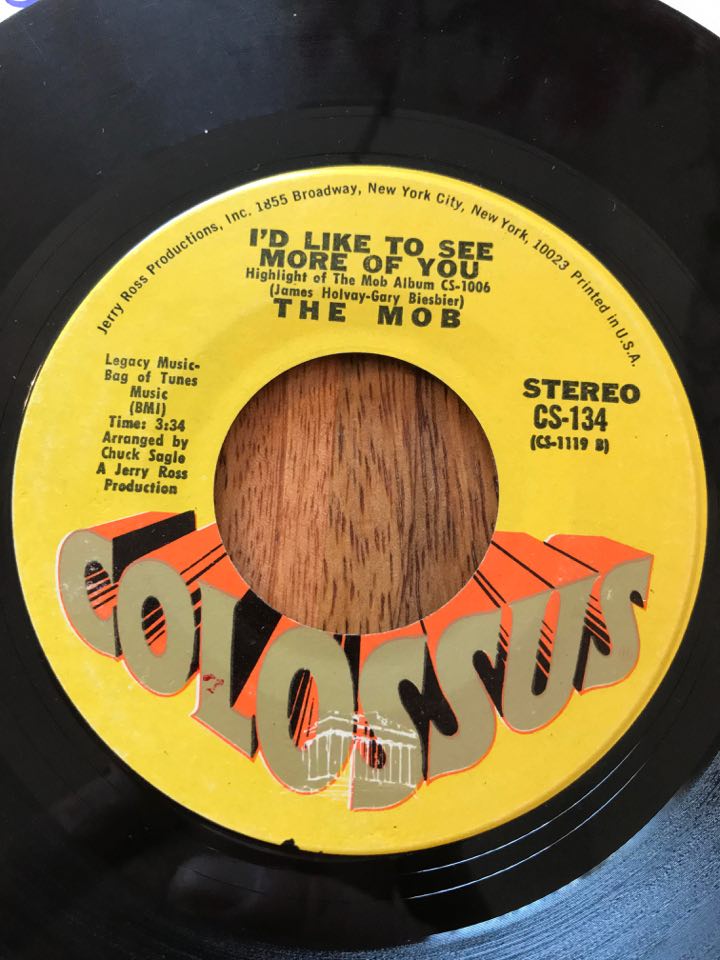 Jerry Ross Productions, Inc. 1855 Broadway, New York City, New York, 10023 Printed in U.S.A.
I'D LIKE TO SEE
MORE OF YOU
Highlight of The Mob Album CS-1006
(James Holvay-Gary Biesbier)
THE MOB
Legacy Music-
Bag of Tunes
Music
(BMI)
Time: 3:34
Arranged by
Chuck Sagle
A Jerry Ross
Production
STEREO
CS-134
(CS-1119 B)
COLOSSUS